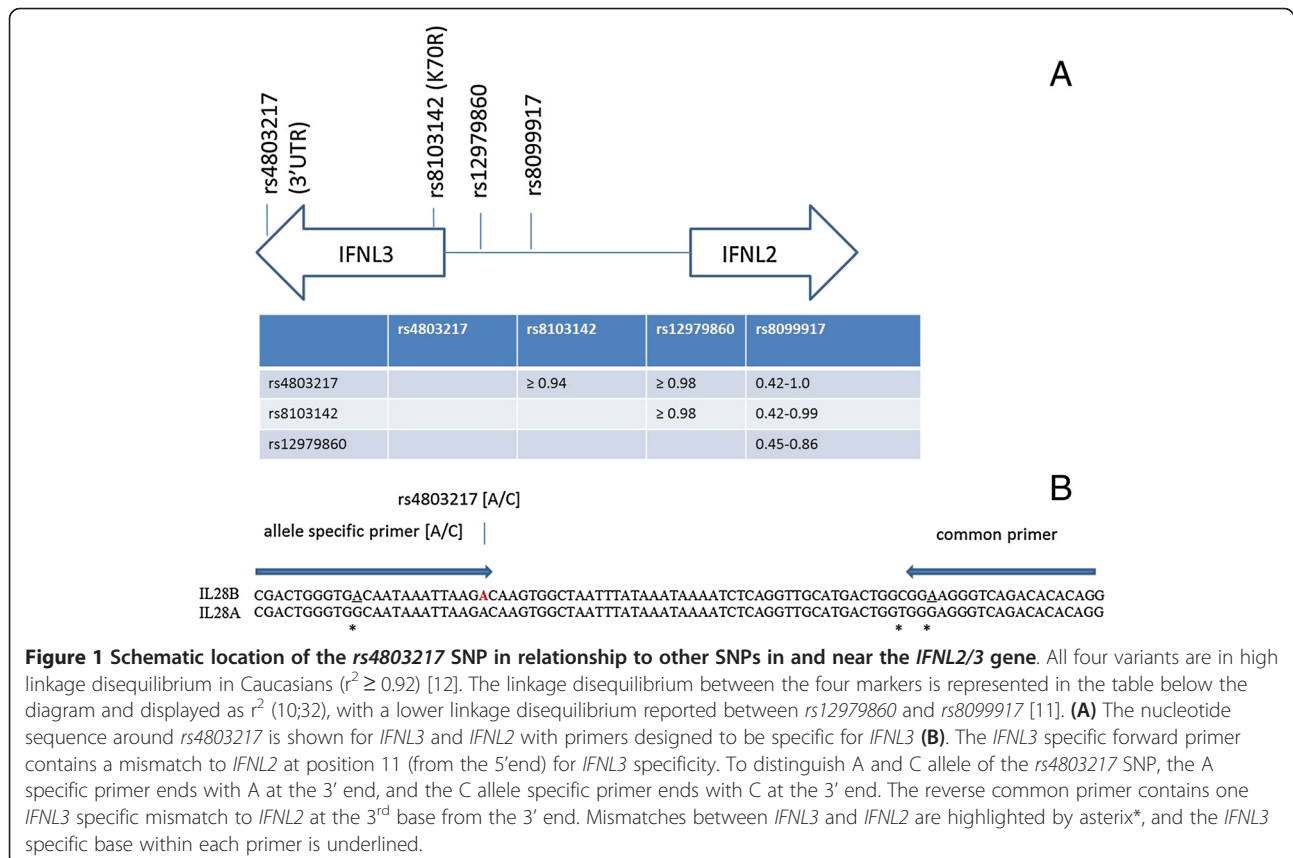 A
rs4803217
(3'UTR)
rs8103142 (K70R)
rs12979860
rs8099917
IFNL3
IFNL2
rs4803217 rs8103142 rs12979860 rs8099917
rs4803217 ≥ 0.94 ≥ 0.98 0.42-1.0
rs8103142 ≥ 0.98 0.42-0.99
rs12979860 0.45-0.86
B
rs4803217 [A/C]
allele specific primer [A/C]
common primer
IL28B CGACTGGGTGACAATAAATTAAGACAAGTGGCTAATTTATAAATAAAATCTCAGGTTGCATGACTGGCGGAAGGGTCAGACACACAGG
IL28A CGACTGGGTGGCAATAAATTAAGACAAGTGGCTAATTTATAAATAAAATCTCAGGTTGCATGACTGGTGGGAGGGTCAGACACACAGG
* * *
Figure 1 Schematic location of the rs4803217 SNP in relationship to other SNPs in and near the IFNL2/3 gene. All four variants are in high
linkage disequilibrium in Caucasians (r² ≥ 0.92) [12]. The linkage disequilibrium between the four markers is represented in the table below the
diagram and displayed as r² (10;32), with a lower linkage disequilibrium reported between rs12979860 and rs8099917 [11]. (A) The nucleotide
sequence around rs4803217 is shown for IFNL3 and IFNL2 with primers designed to be specific for IFNL3 (B). The IFNL3 specific forward primer
contains a mismatch to IFNL2 at position 11 (from the 5'end) for IFNL3 specificity. To distinguish A and C allele of the rs4803217 SNP, the A
specific primer ends with A at the 3' end, and the C allele specific primer ends with C at the 3' end. The reverse common primer contains one
IFNL3 specific mismatch to IFNL2 at the 3rd base from the 3' end. Mismatches between IFNL3 and IFNL2 are highlighted by asterix*, and the IFNL3
specific base within each primer is underlined.